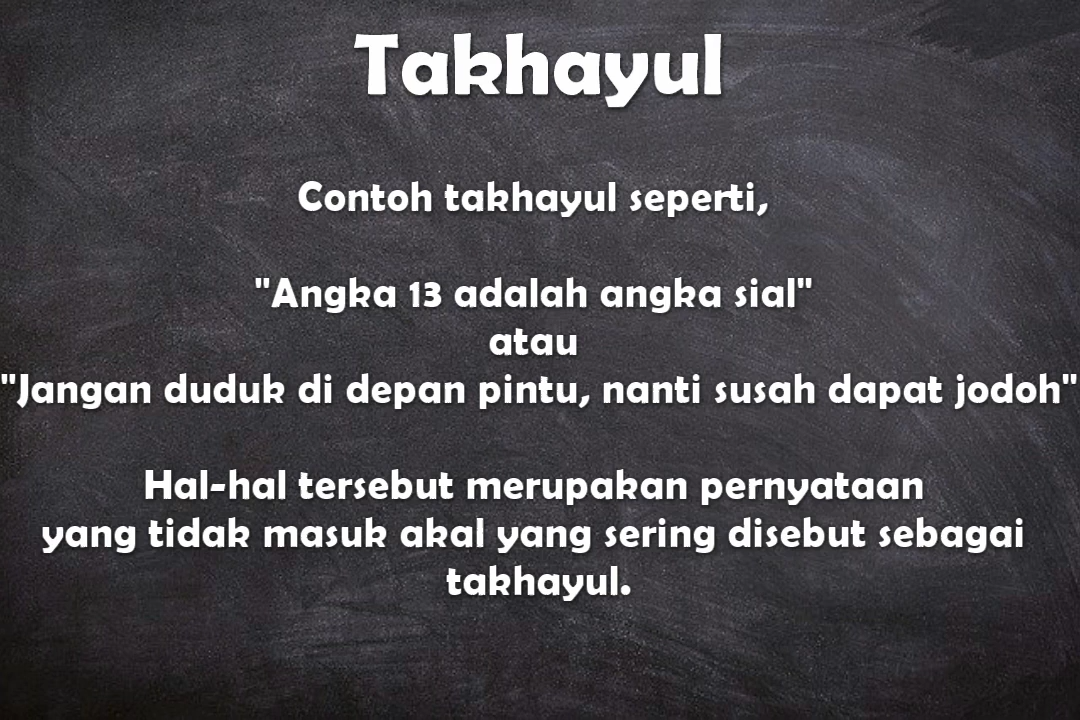 Takhayul
Contoh takhayul seperti,
"Angka 13 adalah angka sial"
atau
"Jangan duduk di depan pintu, nanti susah dapat jodoh"
Hal-hal tersebut merupakan pernyataan
yang tidak masuk akal yang sering disebut sebagai
takhayul.